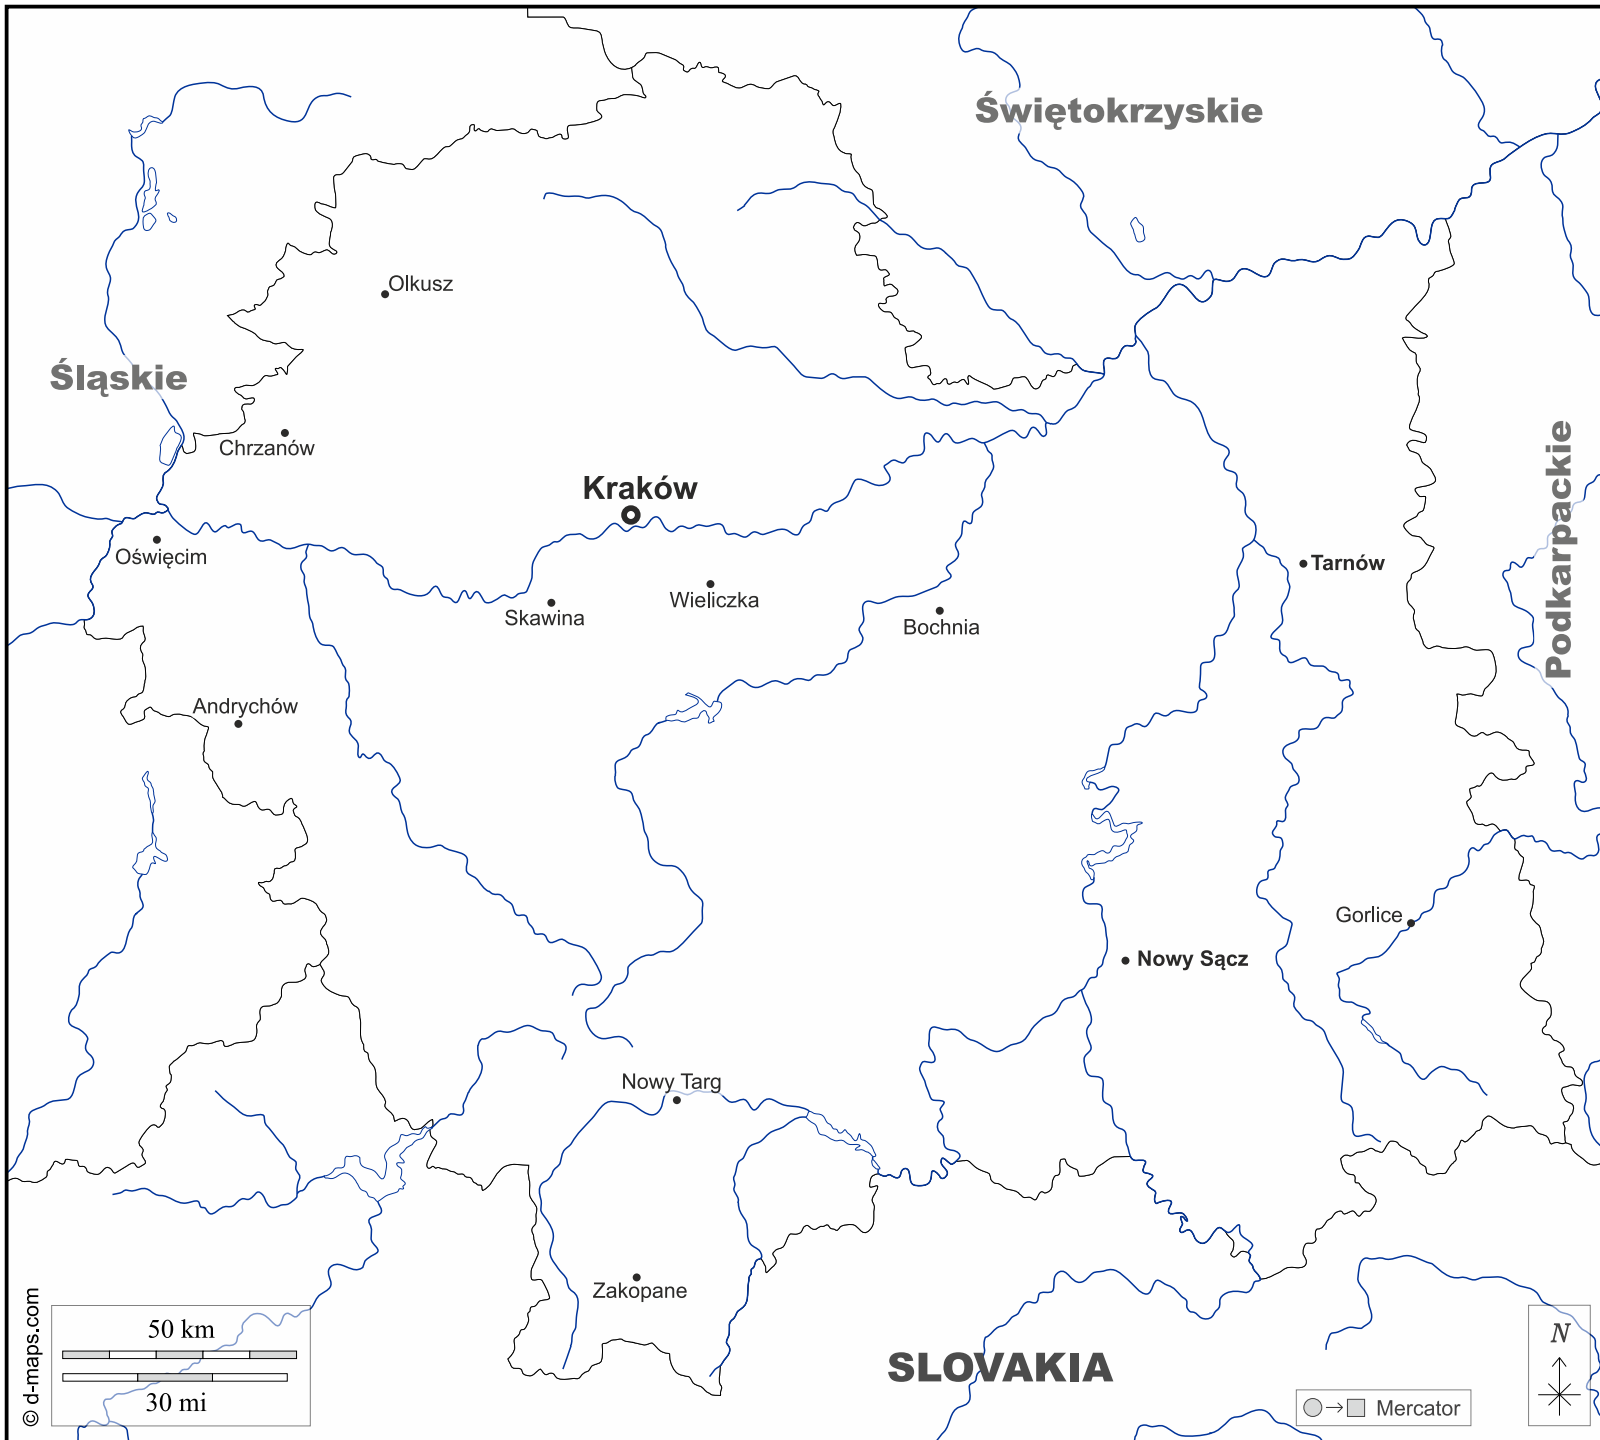 Świętokrzyskie
Olkusz
Śląskie
Chrzanów
Kraków
Podkarpackie
Oświęcim
Tarnów
Wieliczka
Skawina
Bochnia
Andrychów
Gorlice
Nowy Sącz
Nowy Targ
Zakopane
SLOVAKIA
© d-maps.com
50 km
30 mi
N
Mercator